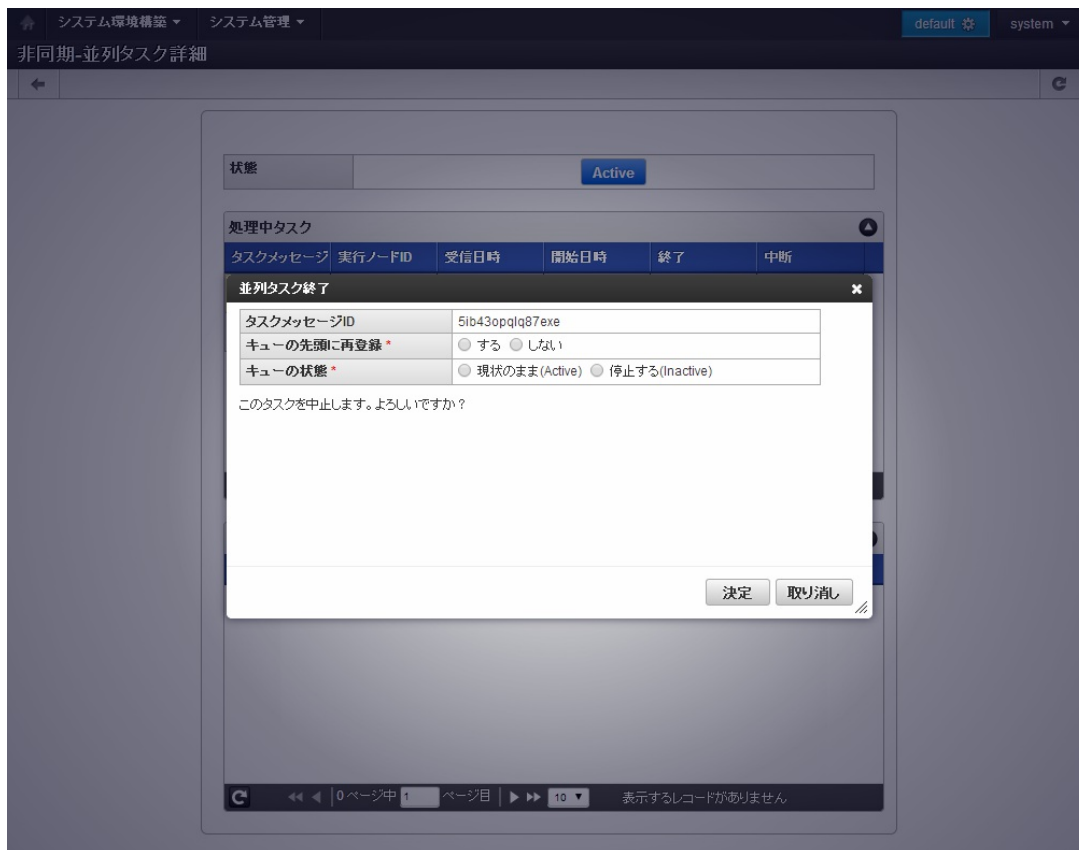 システム環境構築 システム管理 default system
非同期-並列タスク詳細
状態 Active
処理中タスク
タスクメッセージ 実行ノードID 受信日時 開始日時 終了 中断
並列タスク終了
タスクメッセージID 5ib43opqlq87exe
キューの先頭に再登録 * する しない
キューの状態 * 現状のまま(Active) 停止する(Inactive)
このタスクを中止します。よろしいですか?
決定 取り消し
0 ページ中 1 ページ目 10 表示するレコードがありません